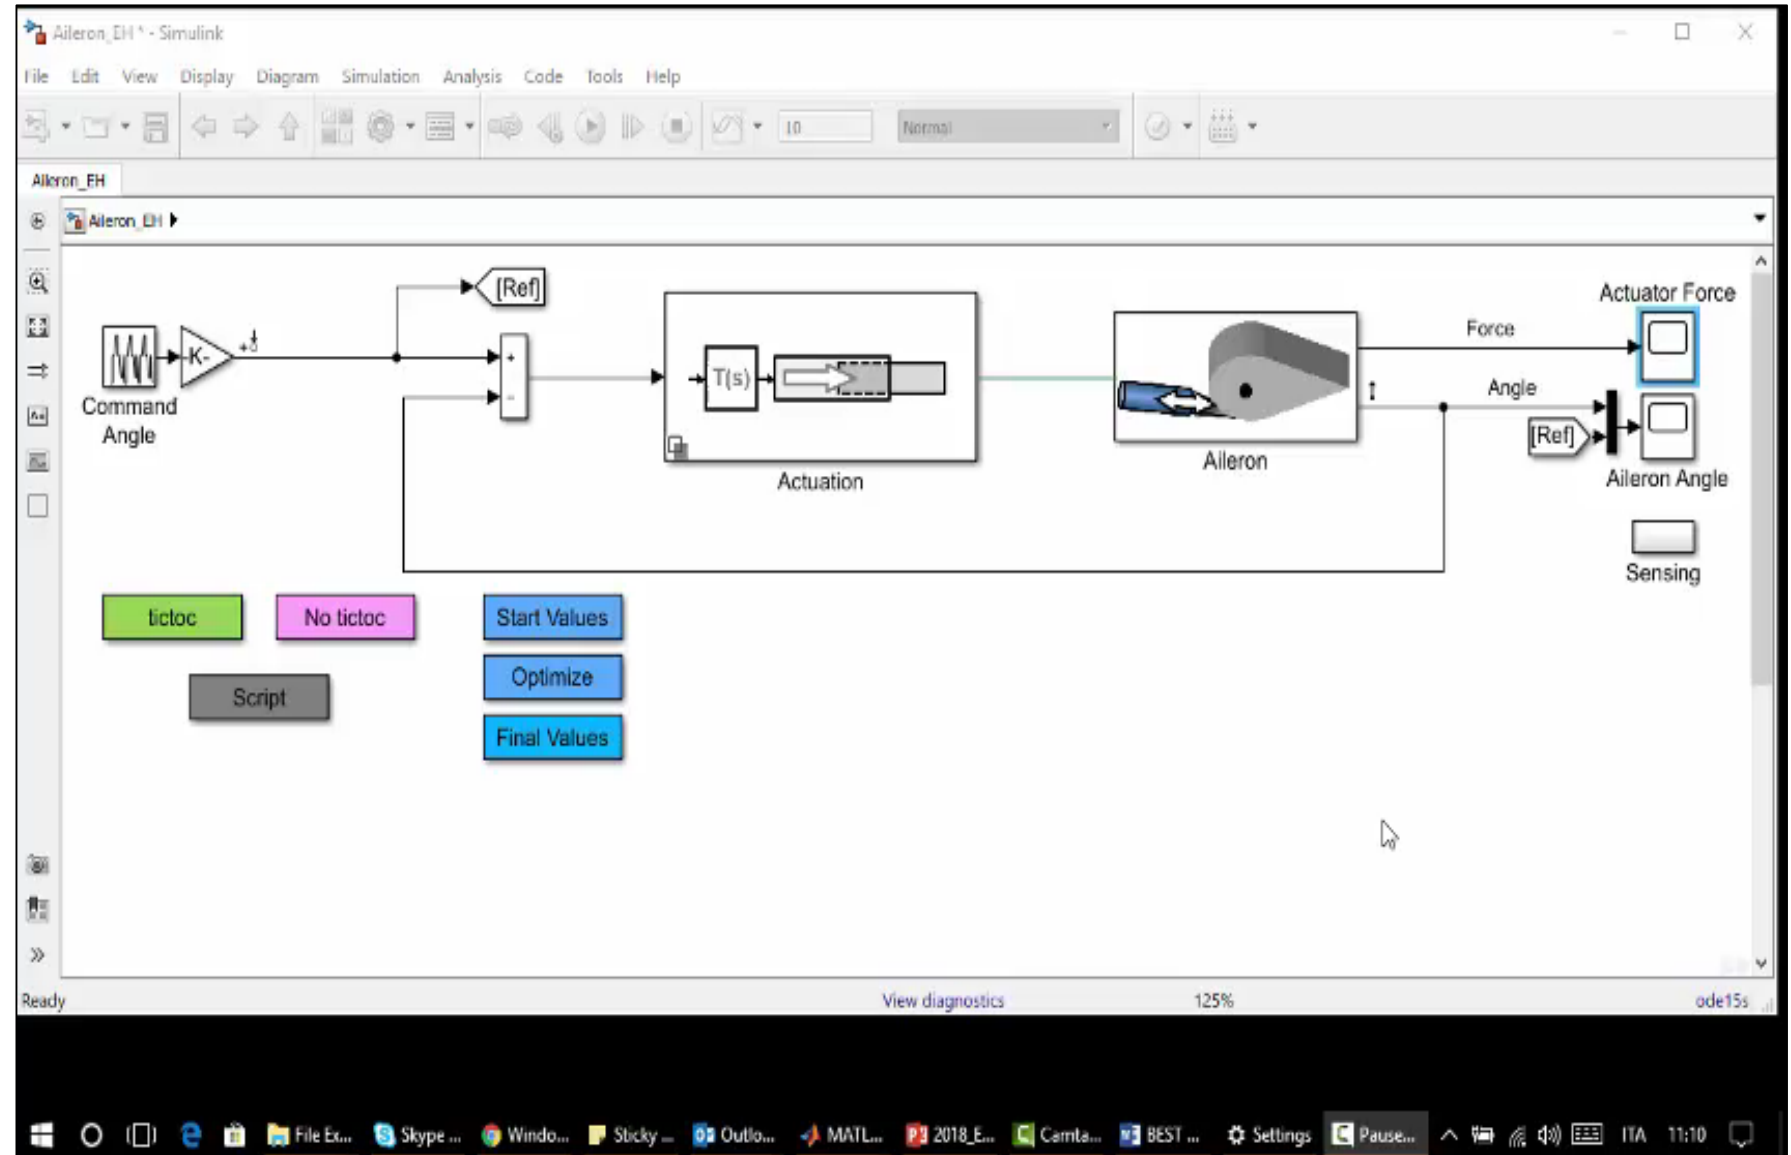 Aileron_EH * - Simulink
File Edit View Display Diagram Simulation Analysis Code Tools Help
10 Normal
Aileron_EH
Aileron_EH
[Ref]
Actuator Force
Force
-K-
+
-
T(s)
Command
Angle
Angle
[Ref]
Aileron
Actuation
Aileron Angle
Sensing
tictoc No tictoc Start Values
Optimize
Script
Final Values
Ready View diagnostics 125% ode15s
File Ex... Skype ... Windo... Sticky ... Outlo... MATL... 2018_E... Camta... BEST ... Settings Pause... ITA 11:10